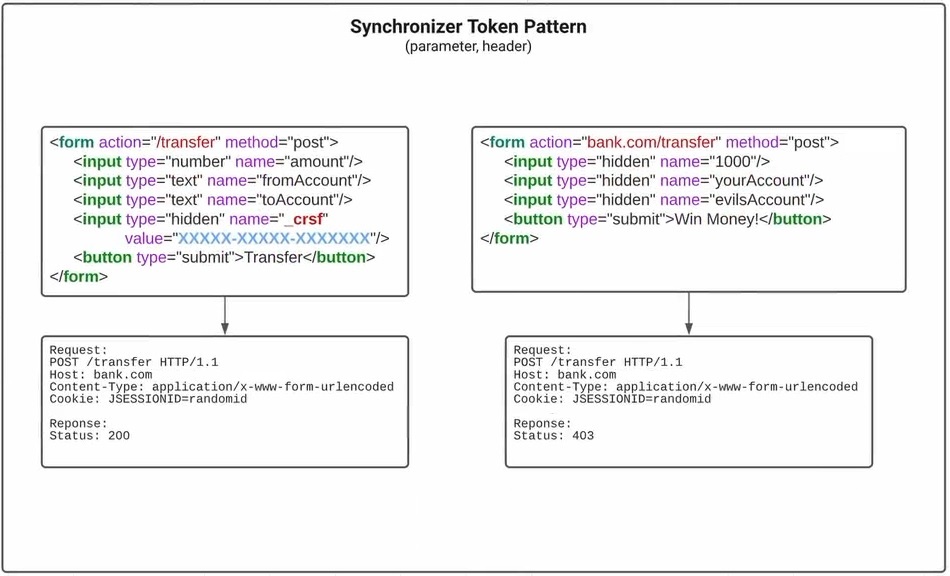 Synchronizer Token Pattern
(parameter, header)
<form action="/transfer" method="post">
<input type="number" name="amount"/>
<input type="text" name="fromAccount"/>
<input type="text" name="toAccount"/>
<input type="hidden" name="_crsf"
value="XXXXX-XXXXX-XXXXXXX"/>
<button type="submit">Transfer</button>
</form>
Request:
POST /transfer HTTP/1.1
Host: bank.com
Content-Type: application/x-www-form-urlencoded
Cookie: JSESSIONID=randomid
Reponse:
Status: 200
<form action="bank.com/transfer" method="post">
<input type="hidden" name="1000"/>
<input type="hidden" name="yourAccount"/>
<input type="hidden" name="evilsAccount"/>
<button type="submit">Win Money!</button>
</form>
Request:
POST /transfer HTTP/1.1
Host: bank.com
Content-Type: application/x-www-form-urlencoded
Cookie: JSESSIONID=randomid
Reponse:
Status: 403